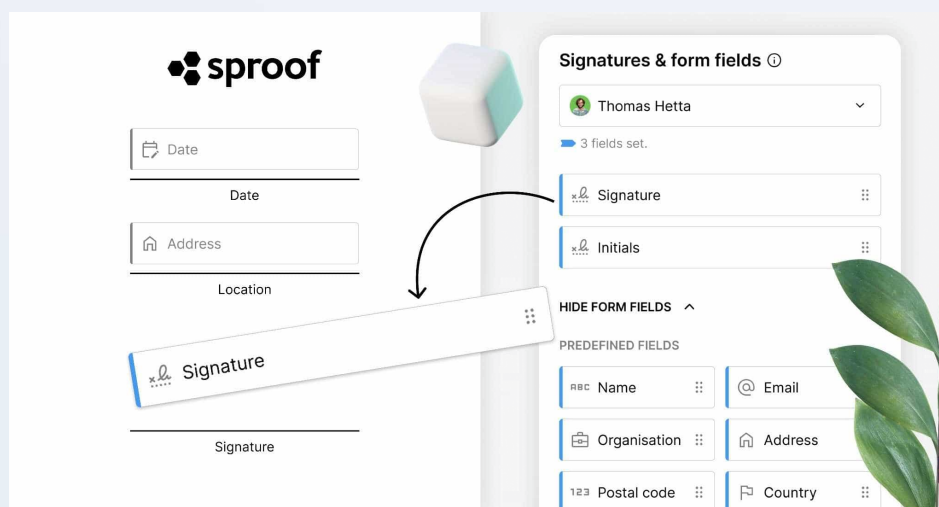 sproof
Date
Date
Address
Location
Signature
Signature
Signatures & form fields
Thomas Hetta
3 fields set.
Signature
Initials
HIDE FORM FIELDS
PREDEFINED FIELDS
ABC Name
Email
Organisation
Address
123 Postal code
Country